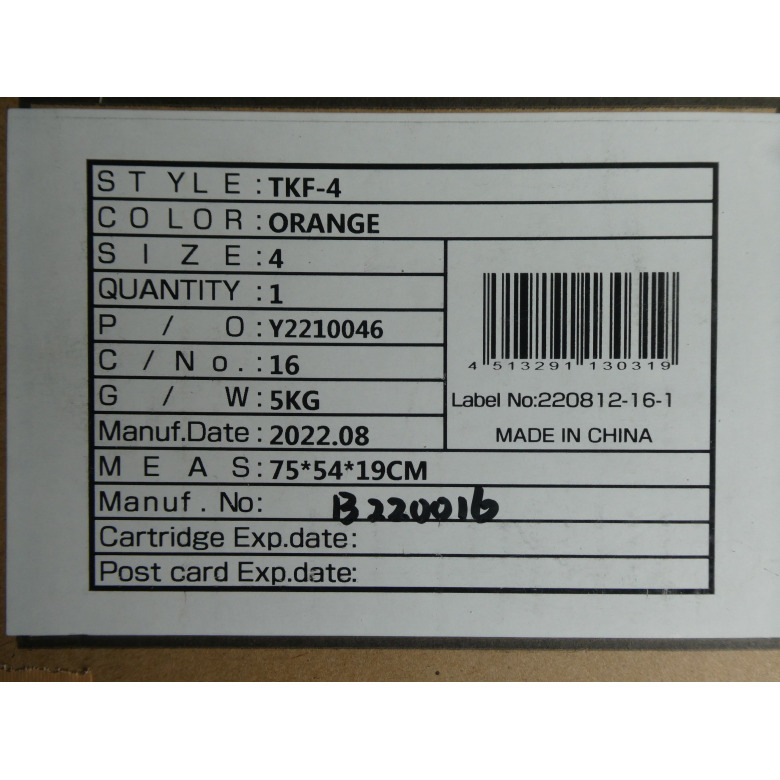 STYLE:TKF-4
COLOR:ORANGE
SIZE:4
QUANTITY:1
P/O:Y2210046
C/No.:16
G/W:5KG
Manuf.Date:2022.08
4 513291 130319
Label No:220812-16-1
MADE IN CHINA
MEAS:75*54*19CM
Manuf.No: B220016
Cartridge Exp.date:
Post card Exp.date: